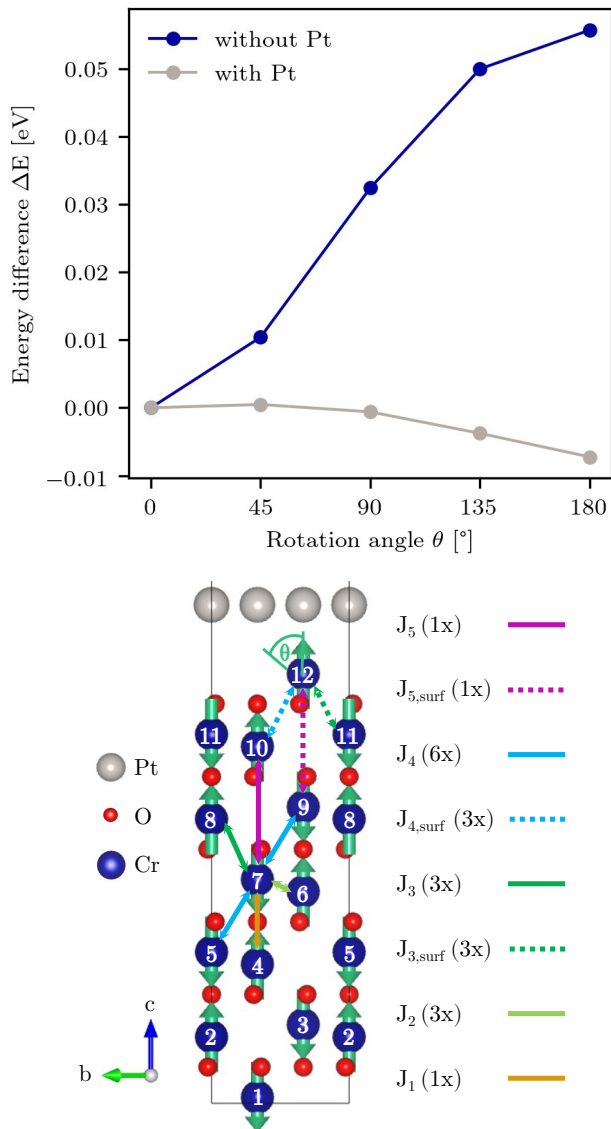 without Pt
with Pt
Energy difference ΔE [eV]
0.05
0.04
0.03
0.02
0.01
0.00
−0.01
0 45 90 135 180
Rotation angle θ [°]
θ
12
11 10 11
8 9 8
7 6
5 4 5
2 3 2
1
Pt
O
Cr
c
b
J₅ (1x)
J₅,surf (1x)
J₄ (6x)
J₄,surf (3x)
J₃ (3x)
J₃,surf (3x)
J₂ (3x)
J₁ (1x)